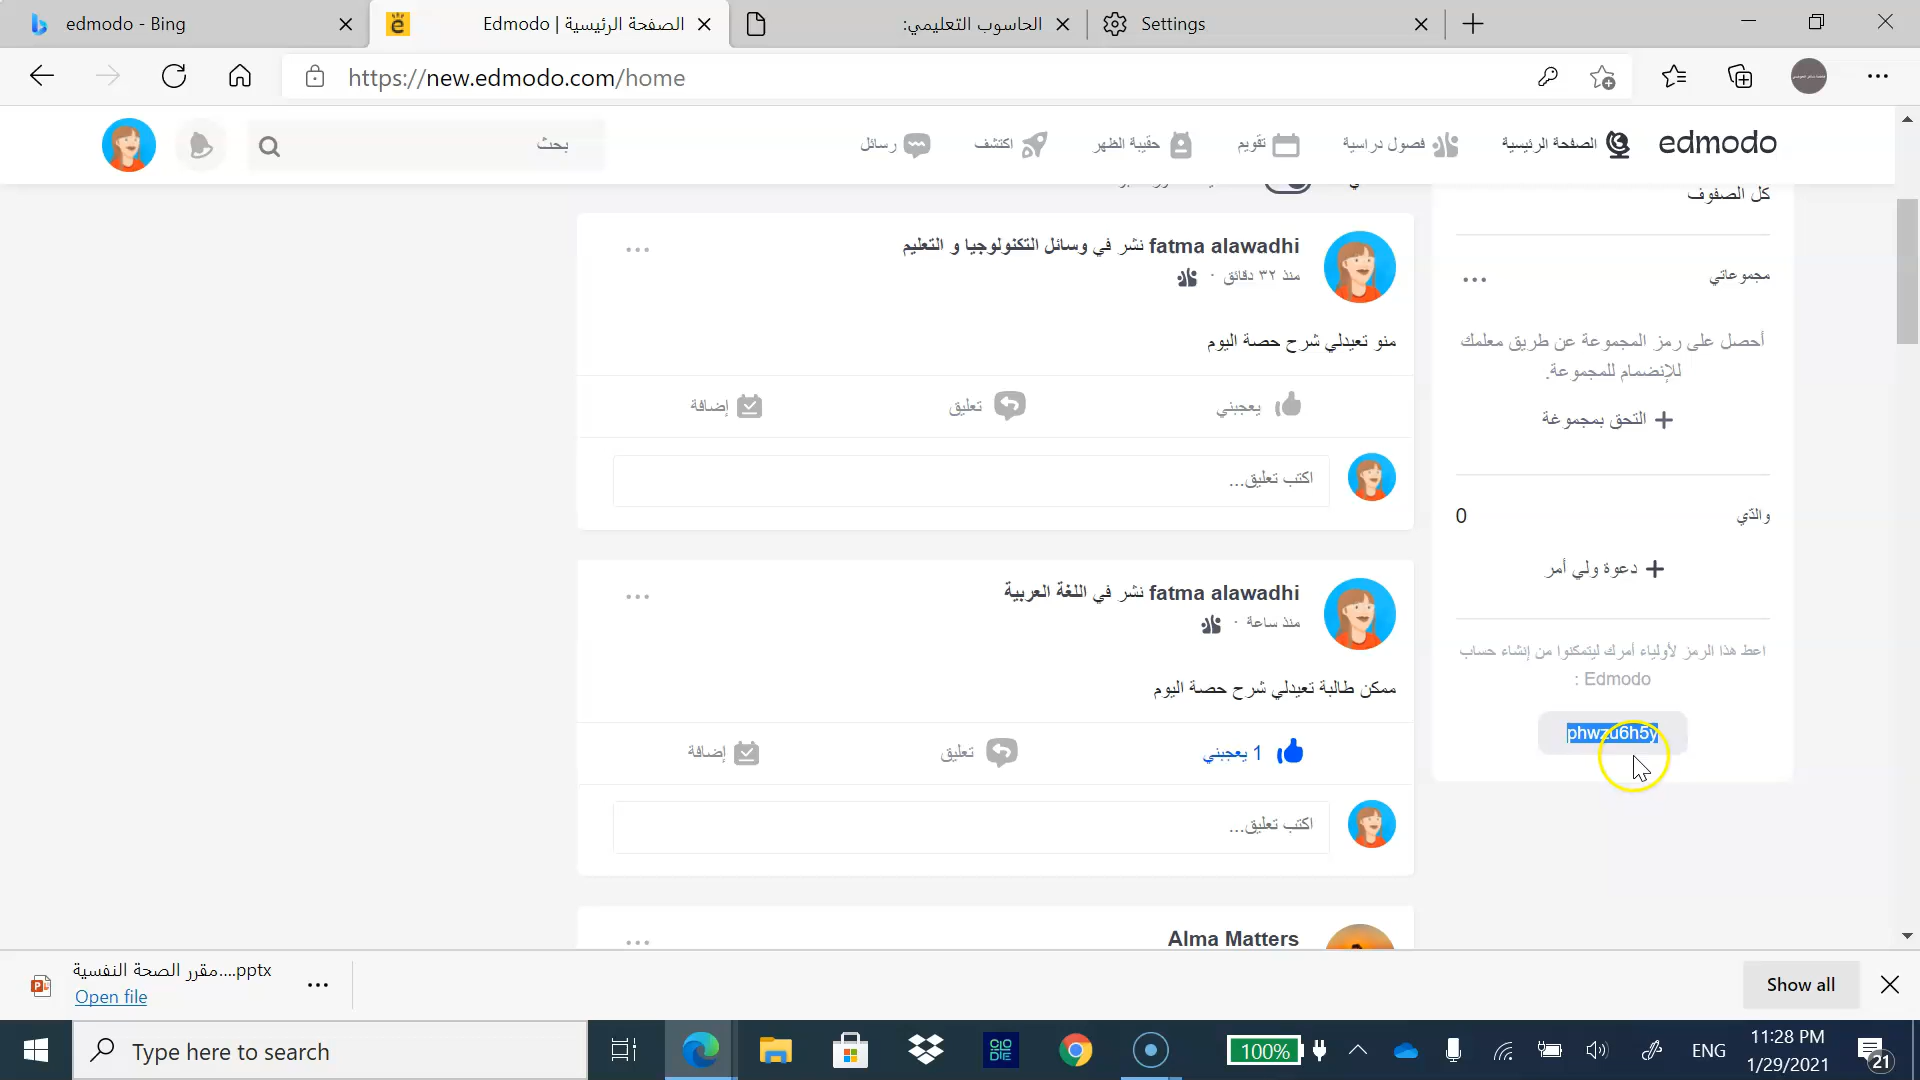 edmodo - Bing
الصفحة الرئيسية | Edmodo
الحاسوب التعليمي:
Settings
https://new.edmodo.com/home
edmodo
الصفحة الرئيسية
فصول دراسية
تقويم
حقيبة الظهر
اكتشف
رسائل
بحث
fatma alawadhi نشر في وسائل التكنولوجيا و التعليم
منذ ٣٢ دقائق ·
منو تعيدلي شرح حصة اليوم
يعجبني
تعليق
إضافة
اكتب تعليق...
fatma alawadhi نشر في اللغة العربية
منذ ساعة ·
ممكن طالبة تعيدلي شرح حصة اليوم
1 يعجبني
تعليق
إضافة
اكتب تعليق...
Alma Matters
كل الصفوف
مجموعاتي
أحصل على رمز المجموعة عن طريق معلمك
للإنضمام للمجموعة.
التحق بمجموعة
والدّي
0
دعوة ولي أمر
اعط هذا الرمز لأولياء أمرك ليتمكنوا من إنشاء حساب
Edmodo :
phwzu6h5y
مقرر الصحة النفسية....pptx
Open file
Show all
Type here to search
100%
ENG
11:28 PM
1/29/2021
21